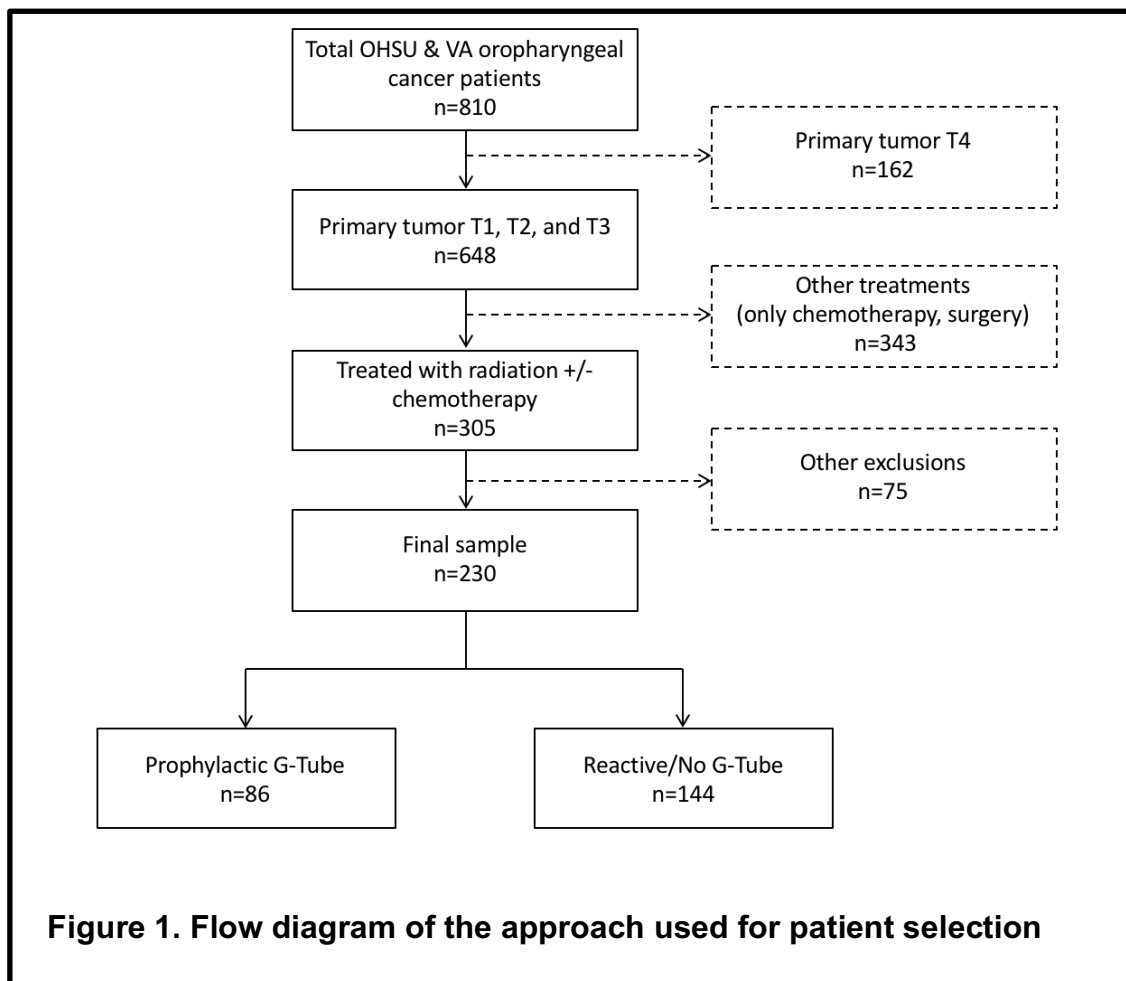 Total OHSU & VA oropharyngeal
cancer patients
n=810
Primary tumor T4
n=162
Primary tumor T1, T2, and T3
n=648
Other treatments
(only chemotherapy, surgery)
n=343
Treated with radiation +/-
chemotherapy
n=305
Other exclusions
n=75
Final sample
n=230
Prophylactic G-Tube
n=86
Reactive/No G-Tube
n=144
Figure 1. Flow diagram of the approach used for patient selection